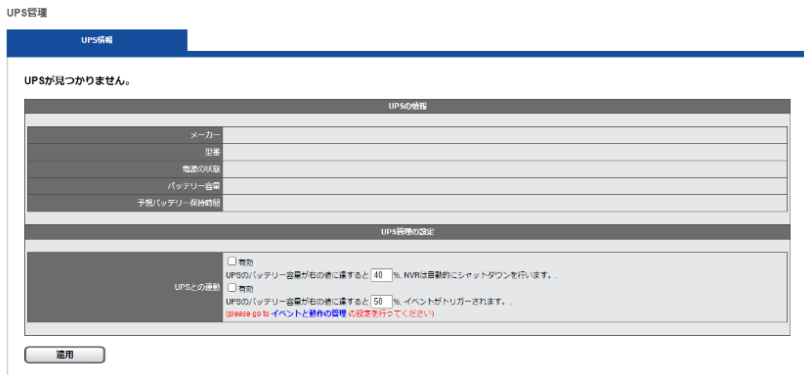 UPS管理
UPS情報
UPSが見つかりません。
UPSの情報
メーカー
型番
電源の状態
バッテリー容量
予想バッテリー保持時間
UPS管理の設定
UPSとの連動
有効
UPSのバッテリー容量が右の値に達すると 40 %, NVRは自動的にシャットダウンを行います。.
有効
UPSのバッテリー容量が右の値に達すると 50 %, イベントがトリガーされます。.
(please go to イベントと動作の管理 の設定を行ってください)
適用